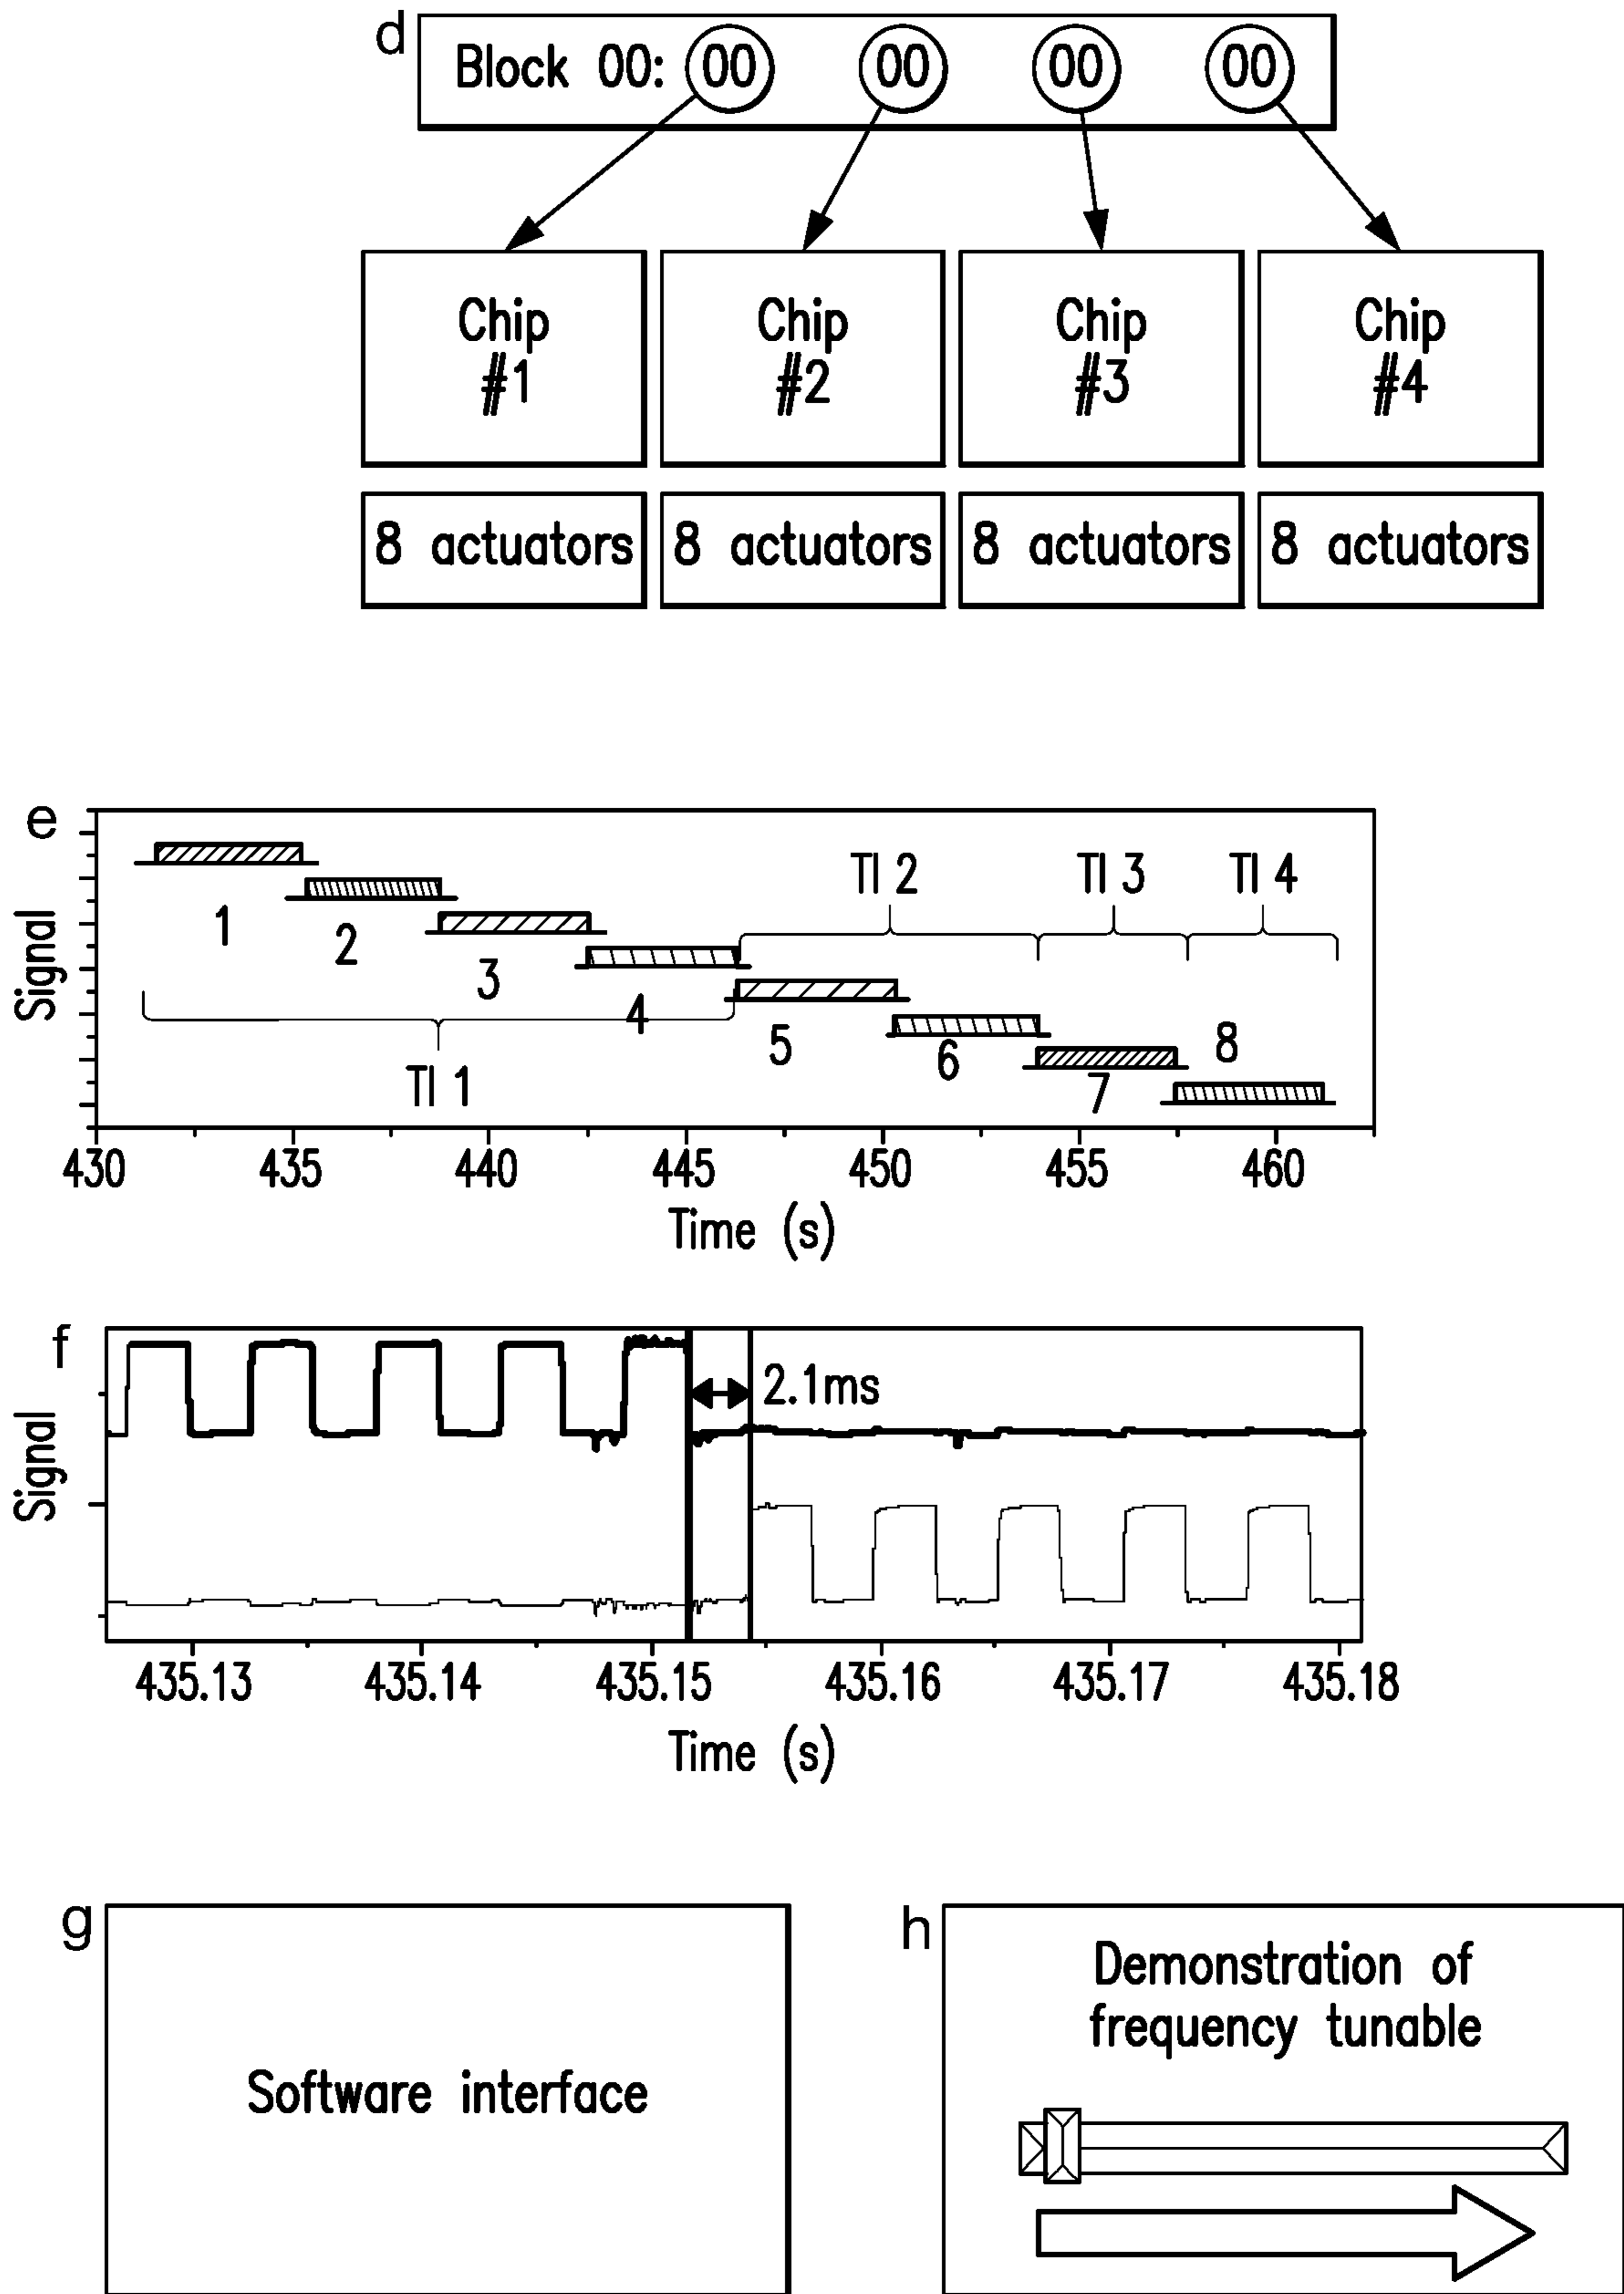 d
Block 00: 00 00 00 00
Chip #1
Chip #2
Chip #3
Chip #4
8 actuators
8 actuators
8 actuators
8 actuators
e
Signal
1
2
3
4
5
6
7
8
TI 1
TI 2
TI 3
TI 4
430 435 440 445 450 455 460
Time (s)
f
Signal
2.1ms
435.13 435.14 435.15 435.16 435.17 435.18
Time (s)
g
Software interface
h
Demonstration of
frequency tunable